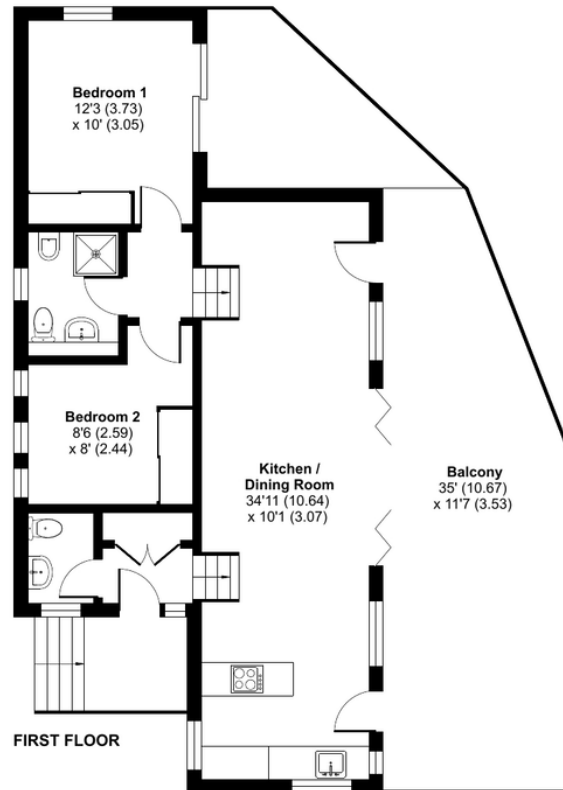 Bedroom 1
12'3 (3.73)
x 10' (3.05)
Bedroom 2
8'6 (2.59)
x 8' (2.44)
Kitchen /
Dining Room
34'11 (10.64)
x 10'1 (3.07)
Balcony
35' (10.67)
x 11'7 (3.53)
FIRST FLOOR